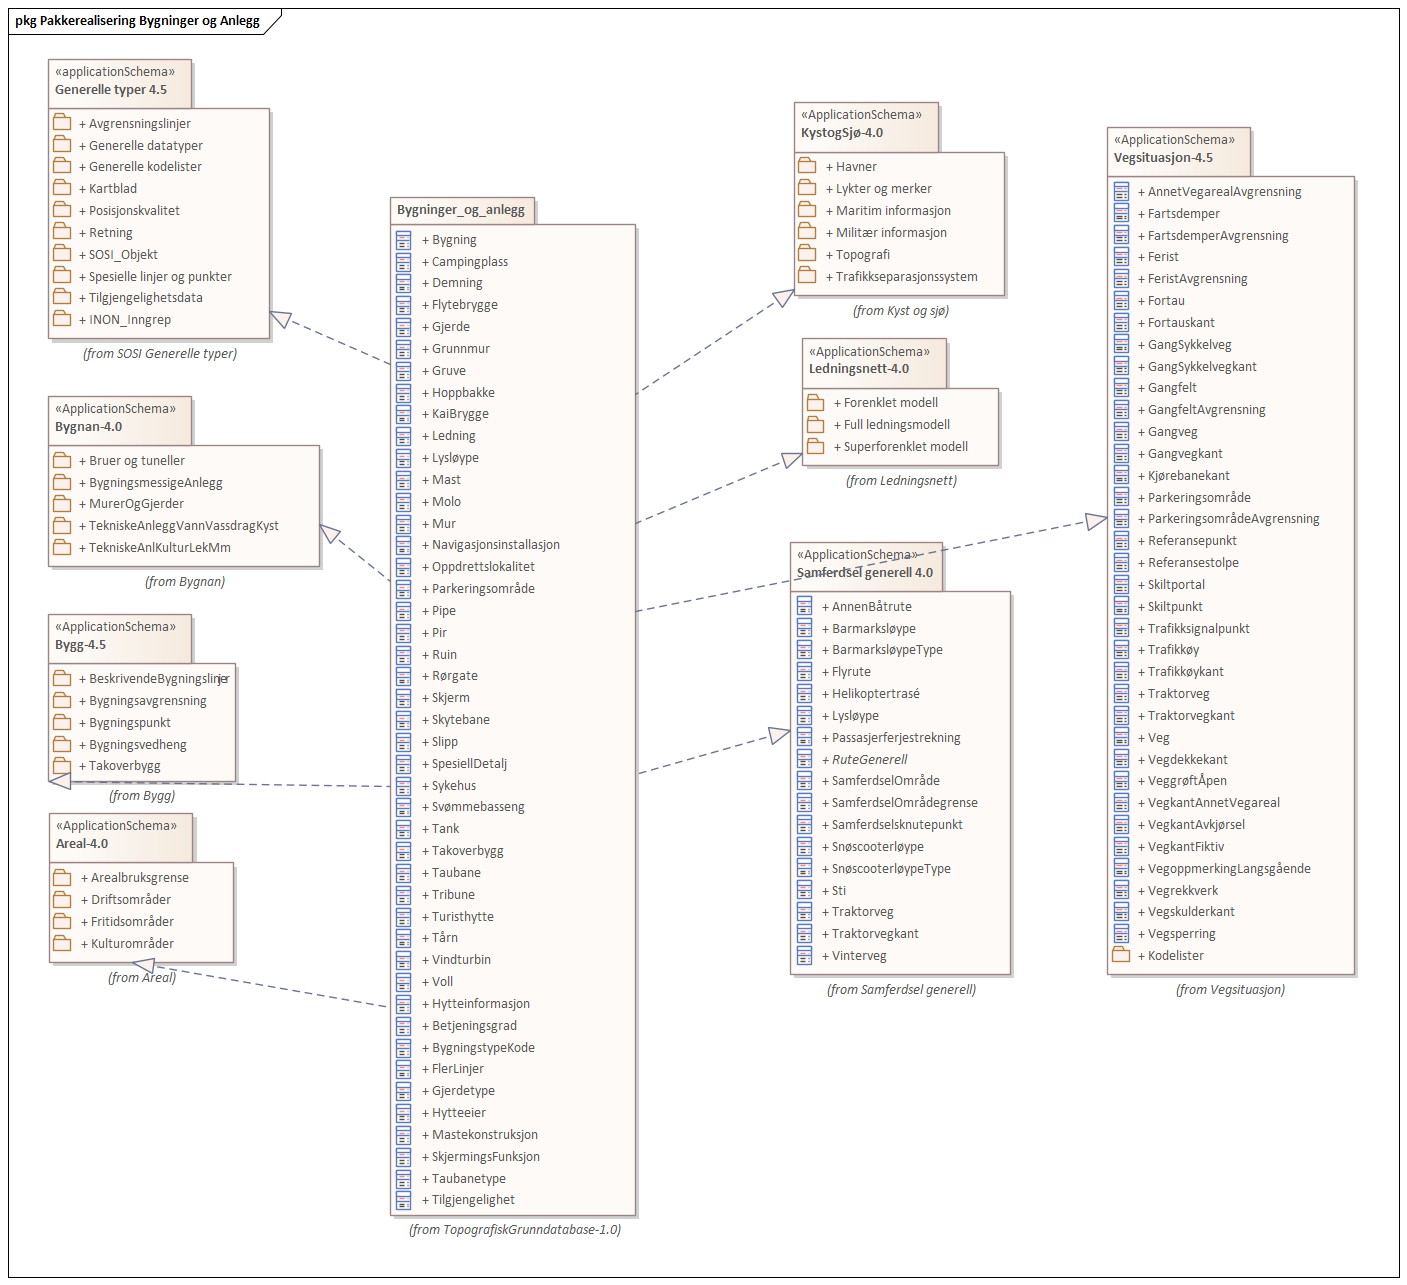 pkg Pakkerealisering Bygninger og Anlegg
«applicationSchema»
Generelle typer 4.5
+ Avgrensningslinjer
+ Generelle datatyper
+ Generelle kodelister
+ Kartblad
+ Posisjonskvalitet
+ Retning
+ SOSI_Objekt
+ Spesielle linjer og punkter
+ Tilgjengelighetsdata
+ INON_Inngrep
(from SOSI Generelle typer)
«ApplicationSchema»
Bygnan-4.0
+ Bruer og tuneller
+ BygningsmessigeAnlegg
+ MurerOgGjerder
+ TekniskeAnleggVannVassdragKyst
+ TekniskeAnlKulturLekMm
(from Bygnan)
«ApplicationSchema»
Bygg-4.5
+ BeskrivendeBygningslinjer
+ Bygningsavgrensning
+ Bygningspunkt
+ Bygningsvedheng
+ Takoverbygg
(from Bygg)
«ApplicationSchema»
Areal-4.0
+ Arealbruksgrense
+ Driftsområder
+ Fritidsområder
+ Kulturområder
(from Areal)
Bygninger_og_anlegg
+ Bygning
+ Campingplass
+ Demning
+ Flytebrygge
+ Gjerde
+ Grunnmur
+ Gruve
+ Hoppbakke
+ KaiBrygge
+ Ledning
+ Lysløype
+ Mast
+ Molo
+ Mur
+ Navigasjonsinstallasjon
+ Oppdrettslokalitet
+ Parkeringsområde
+ Pipe
+ Pir
+ Ruin
+ Rørgate
+ Skjerm
+ Skytebane
+ Slipp
+ SpesiellDetalj
+ Sykehus
+ Svømmebasseng
+ Tank
+ Takoverbygg
+ Taubane
+ Tribune
+ Turisthytte
+ Tårn
+ Vindturbin
+ Voll
+ Hytteinformasjon
+ Betjeningsgrad
+ BygningstypeKode
+ FlerLinjer
+ Gjerdetype
+ Hytteeier
+ Mastekonstruksjon
+ SkjermingsFunksjon
+ Taubanetype
+ Tilgjengelighet
(from TopografiskGrunndatabase-1.0)
«ApplicationSchema»
KystogSjø-4.0
+ Havner
+ Lykter og merker
+ Maritim informasjon
+ Militær informasjon
+ Topografi
+ Trafikkseparasjonssystem
(from Kyst og sjø)
«ApplicationSchema»
Ledningsnett-4.0
+ Forenklet modell
+ Full ledningsmodell
+ Superforenklet modell
(from Ledningsnett)
«ApplicationSchema»
Samferdsel generell 4.0
+ AnnenBåtrute
+ Barmarksløype
+ BarmarksløypeType
+ Flyrute
+ Helikoptertrasé
+ Lysløype
+ Passasjerferjestrekning
+ RuteGenerell
+ SamferdselOmråde
+ SamferdselOmrådegrense
+ Samferdselsknutepunkt
+ Snøscooterløype
+ SnøscooterløypeType
+ Sti
+ Traktorveg
+ Traktorvegkant
+ Vinterveg
(from Samferdsel generell)
«ApplicationSchema»
Vegsituasjon-4.5
+ AnnetVegarealAvgrensning
+ Fartsdemper
+ FartsdemperAvgrensning
+ Ferist
+ FeristAvgrensning
+ Fortau
+ Fortauskant
+ GangSykkelveg
+ GangSykkelvegkant
+ Gangfelt
+ GangfeltAvgrensning
+ Gangveg
+ Gangvegkant
+ Kjørebanekant
+ Parkeringsområde
+ ParkeringsområdeAvgrensning
+ Referansepunkt
+ Referansestolpe
+ Skiltportal
+ Skiltpunkt
+ Trafikksignalpunkt
+ Trafikkøy
+ Trafikkøykant
+ Traktorveg
+ Traktorvegkant
+ Veg
+ Vegdekkekant
+ VeggrøftÅpen
+ VegkantAnnetVegareal
+ VegkantAvkjørsel
+ VegkantFiktiv
+ VegoppmerkingLangsgående
+ Vegrekkverk
+ Vegskulderkant
+ Vegsperring
+ Kodelister
(from Vegsituasjon)